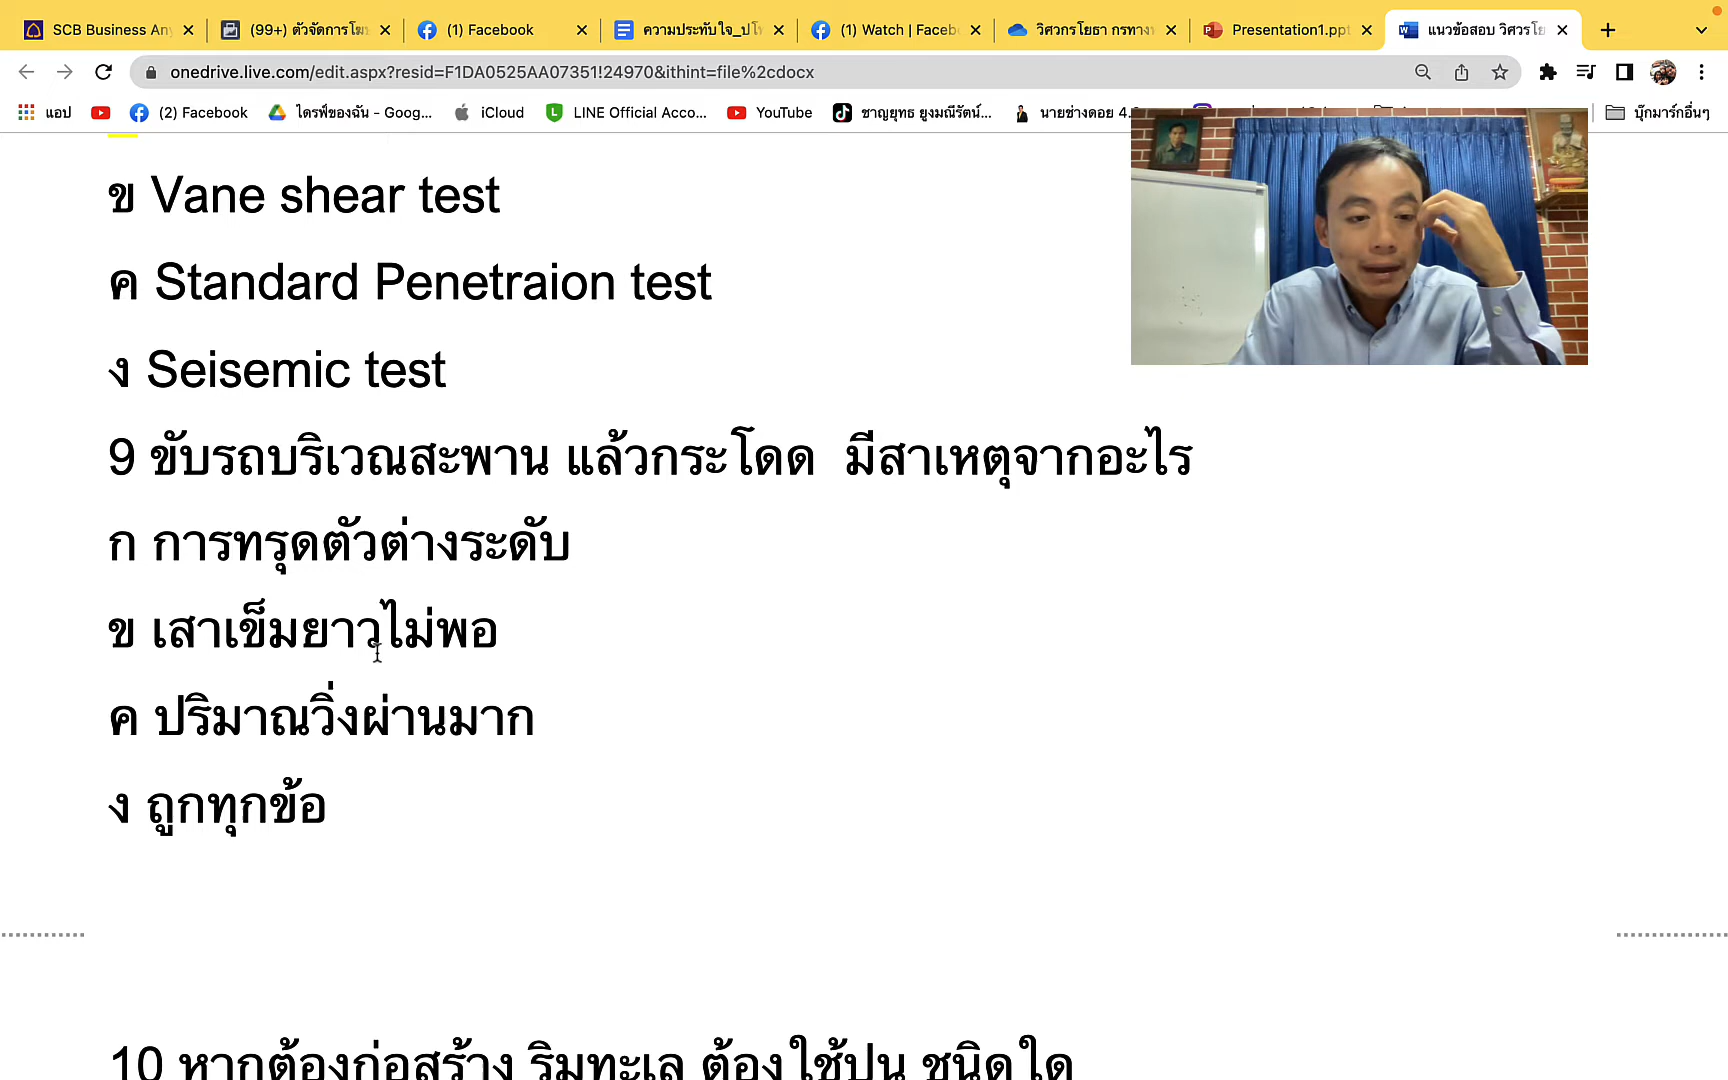 SCB Business Any
(99+) ตัวจัดการโฆษ
(1) Facebook
ความประทับใจ_ป
(1) Watch | Faceb
วิศวกรโยธา กรทาง
Presentation1.ppt
แนวข้อสอบ วิศวรโย
onedrive.live.com/edit.aspx?resid=F1DA0525AA07351!24970&ithint=file%2cdocx
แอป
(2) Facebook
ไดรฟ์ของฉัน - Goog...
iCloud
LINE Official Acco...
YouTube
ชาญยุทธ ยูงมณีรัตน์...
นายช่างดอย 4.
บุ๊กมาร์กอื่นๆ
ข Vane shear test
ค Standard Penetraion test
ง Seisemic test
9 ขับรถบริเวณสะพาน แล้วกระโดด มีสาเหตุจากอะไร
ก การทรุดตัวต่างระดับ
ข เสาเข็มยาวไม่พอ
ค ปริมาณวิ่งผ่านมาก
ง ถูกทุกข้อ
10 หากต้องก่อสร้าง ริมทะเล ต้องใช้ปูน ชนิดใด